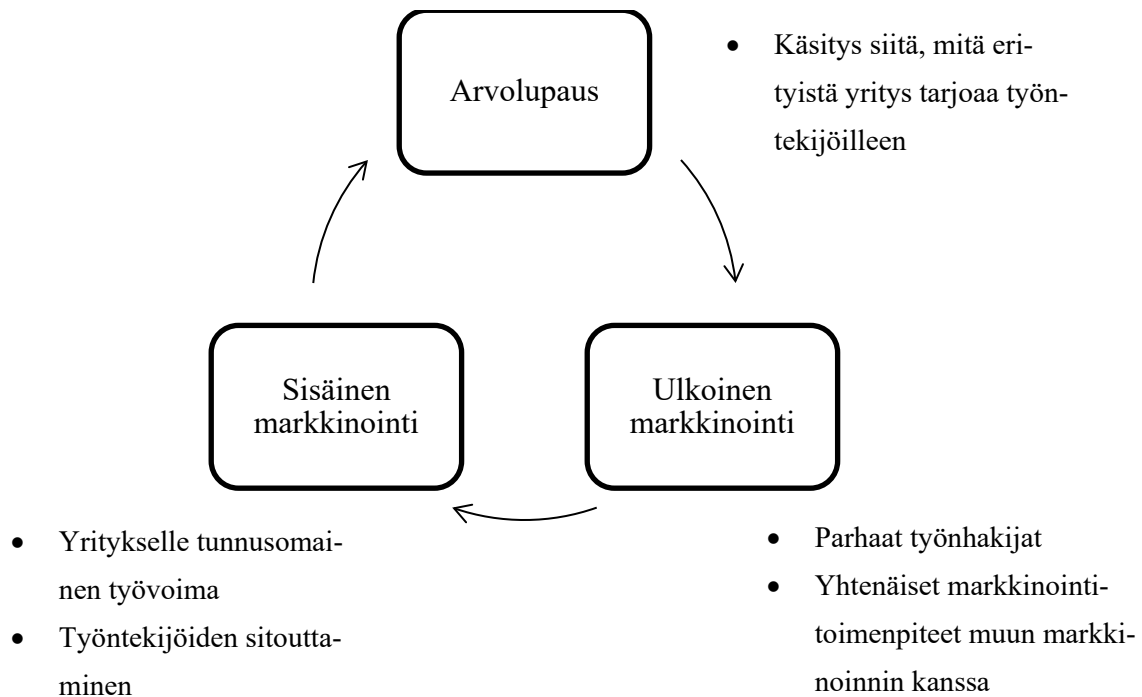 Arvolupaus
• Käsitys siitä, mitä eri-
tyistä yritys tarjoaa työn-
tekijöilleen
Sisäinen
markkinointi
Ulkoinen
markkinointi
• Yritykselle tunnusomai-
nen työvoima
• Työntekijöiden sitoutta-
minen
• Parhaat työnhakijat
• Yhtenäiset markkinointi-
toimenpiteet muun markki-
noinnin kanssa